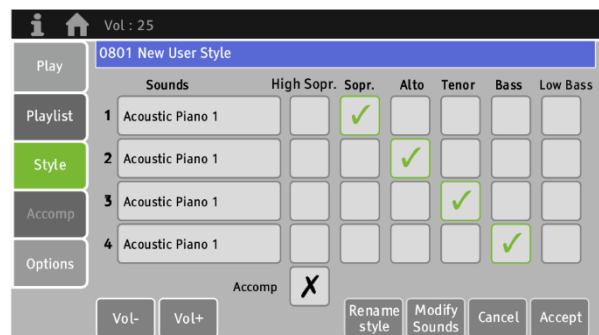 Vol : 25
Play
Playlist
Style
Accomp
Options
0801 New User Style
Sounds High Sopr. Sopr. Alto Tenor Bass Low Bass
1 Acoustic Piano 1
2 Acoustic Piano 1
3 Acoustic Piano 1
4 Acoustic Piano 1
Accomp
Vol- Vol+ Rename style Modify Sounds Cancel Accept